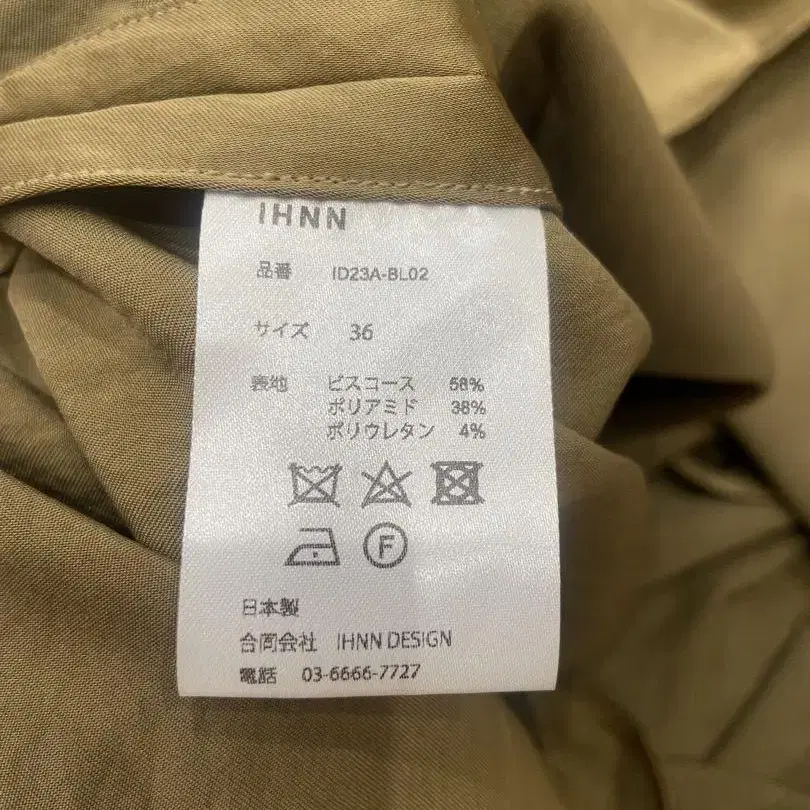 IHNN
品番 ID23A-BL02
サイズ 36
表地 ビスコース 58%
ポリアミド 38%
ポリウレタン 4%
F
日本製
合同会社 IHNN DESIGN
電話 03-6666-7727